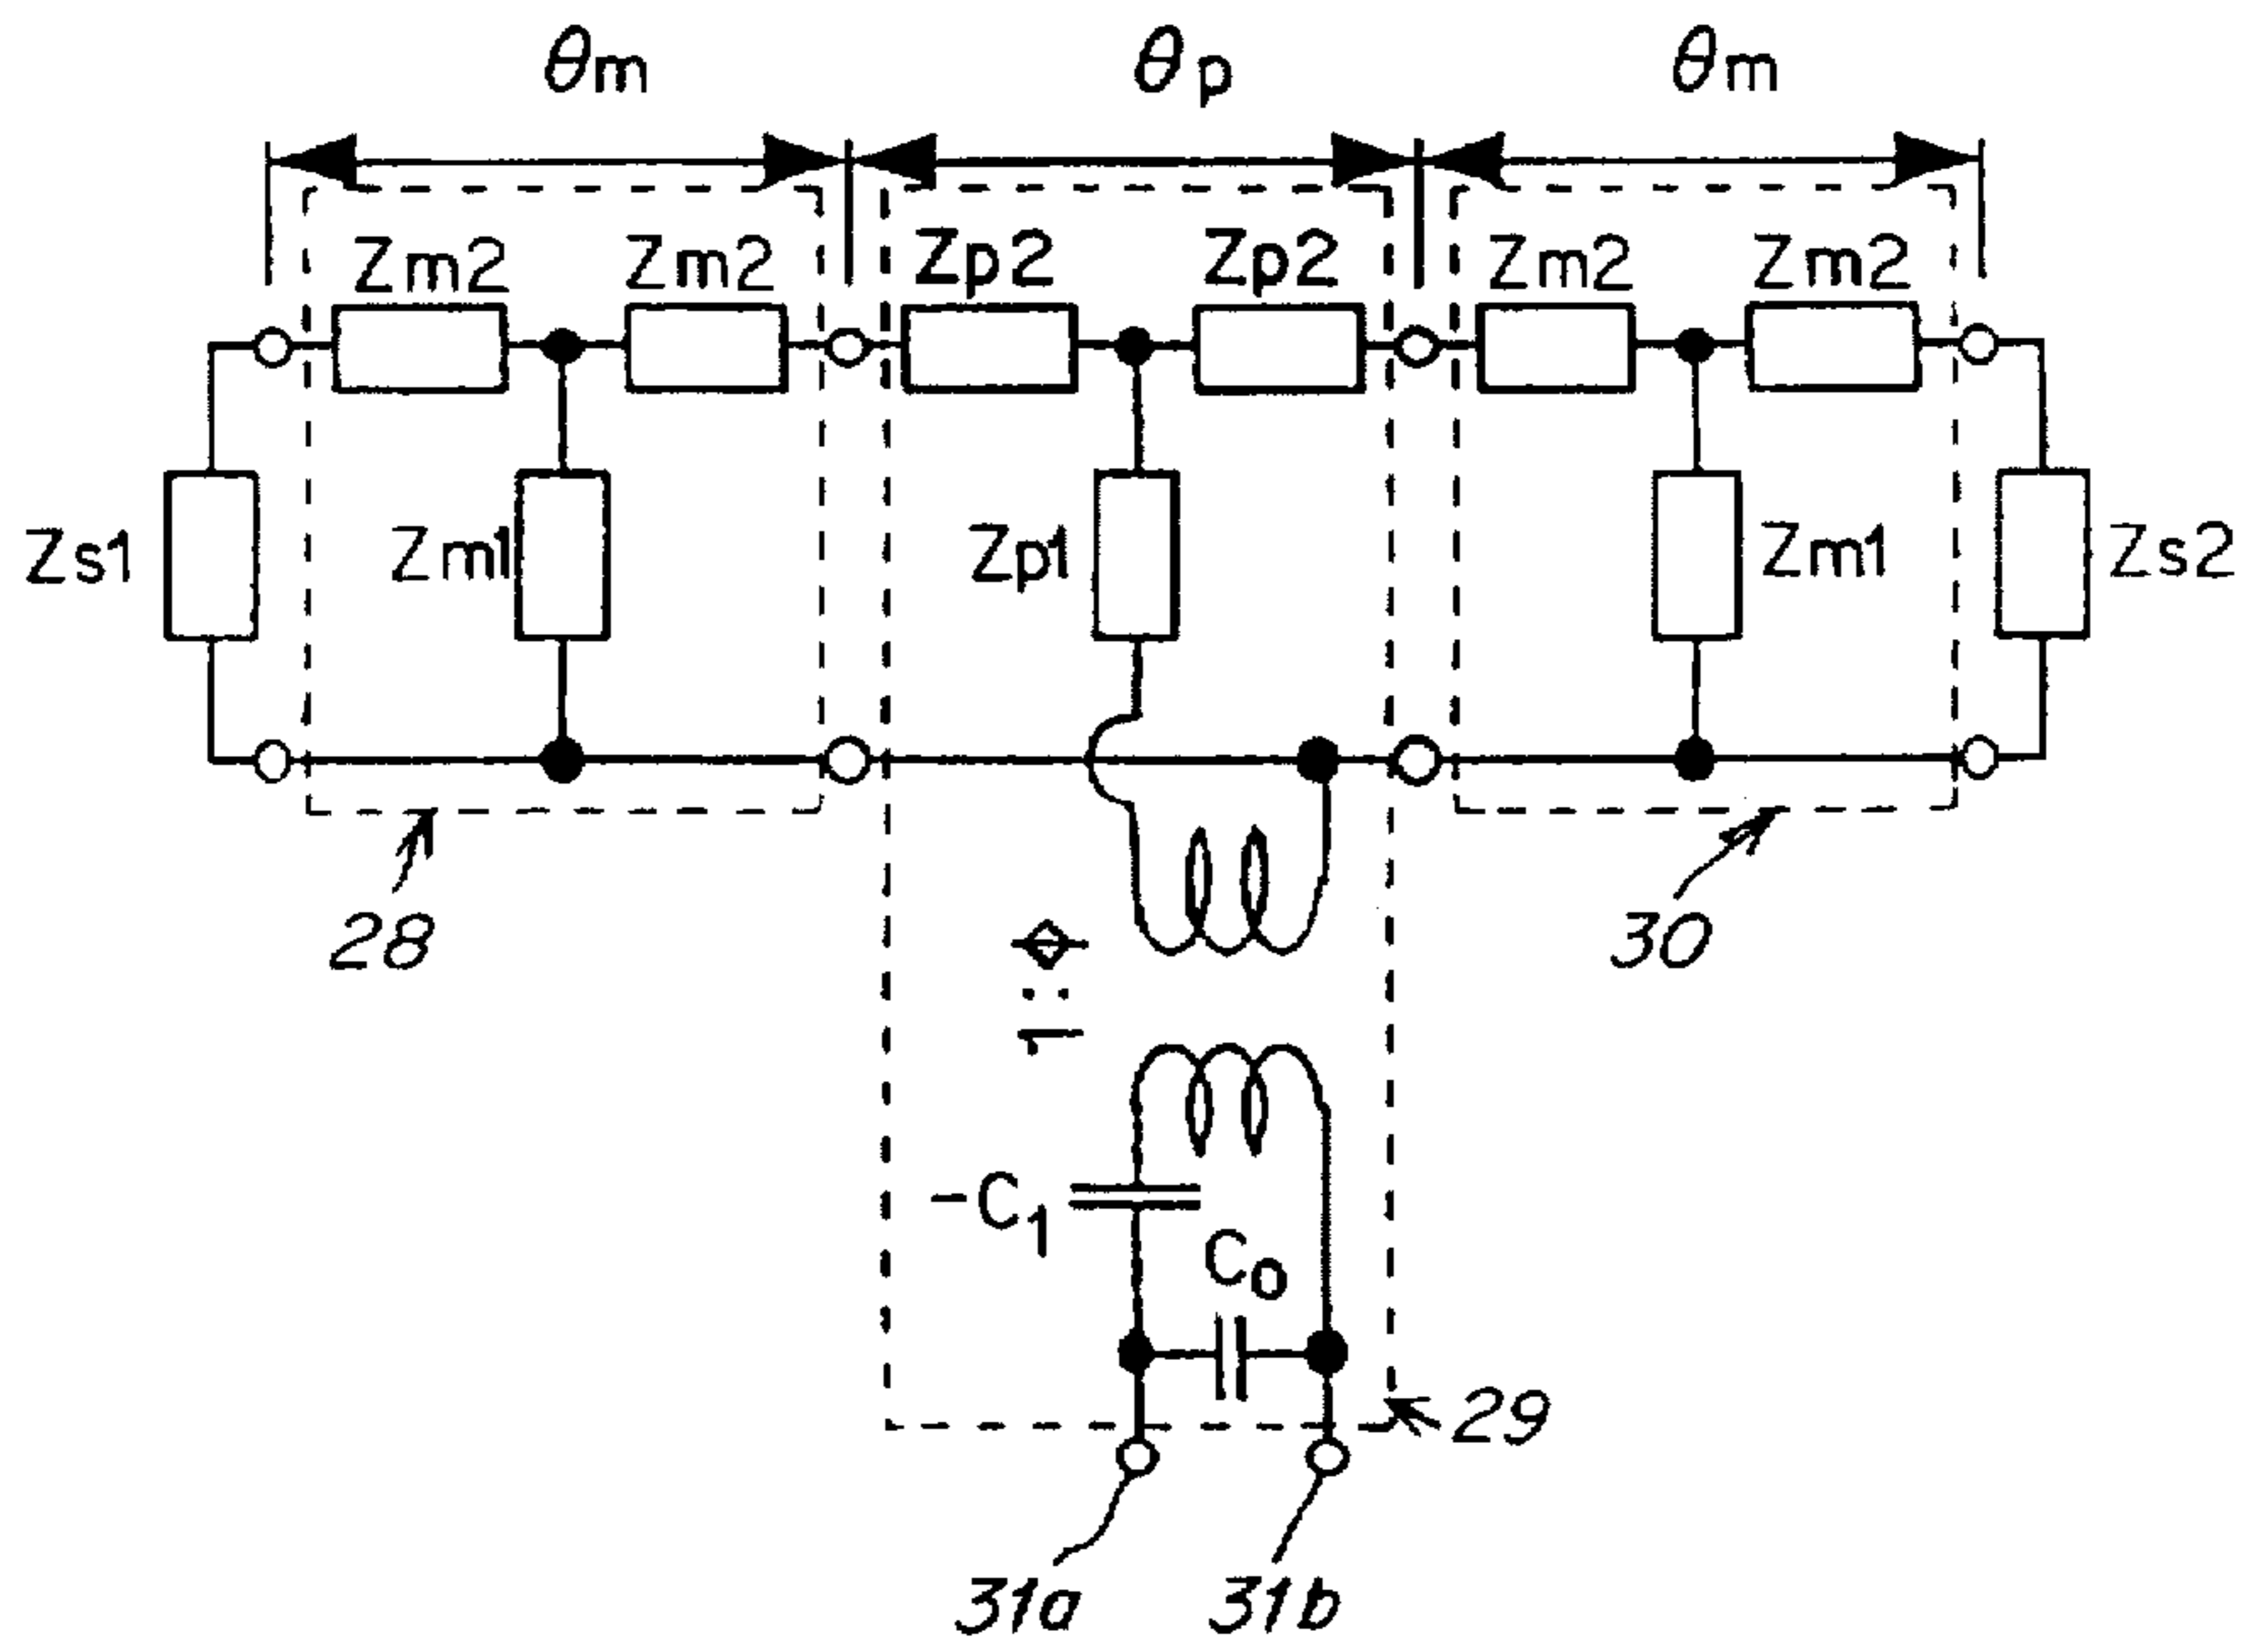 θm θp θm
Zm2 Zm2 Zp2 Zp2 Zm2 Zm2
Zs1 Zm1 Zp1 Zm1 Zs2
28 30
1:ϕ
-C1
C0
29
31a 31b